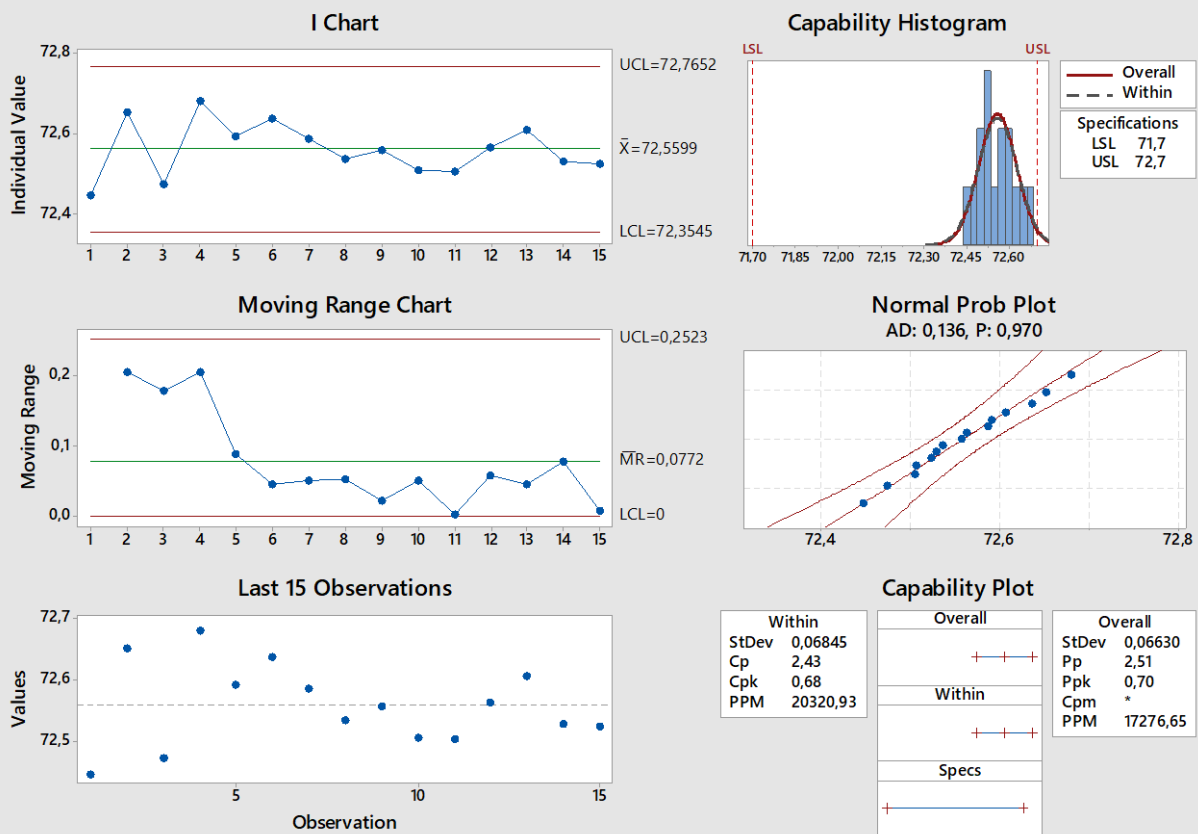 I Chart
Individual Value
72,8
72,6
72,4
UCL=72,7652
X̄=72,5599
LCL=72,3545
1 2 3 4 5 6 7 8 9 10 11 12 13 14 15
Moving Range Chart
Moving Range
0,2
0,1
0,0
UCL=0,2523
M̅R̅=0,0772
LCL=0
1 2 3 4 5 6 7 8 9 10 11 12 13 14 15
Last 15 Observations
Values
72,7
72,6
72,5
5 10 15
Observation
Capability Histogram
LSL USL
Overall
Within
Specifications
LSL 71,7
USL 72,7
71,70 71,85 72,00 72,15 72,30 72,45 72,60
Normal Prob Plot
AD: 0,136, P: 0,970
72,4 72,6 72,8
Capability Plot
Within
StDev 0,06845
Cp 2,43
Cpk 0,68
PPM 20320,93
Overall
Within
Specs
Overall
StDev 0,06630
Pp 2,51
Ppk 0,70
Cpm *
PPM 17276,65